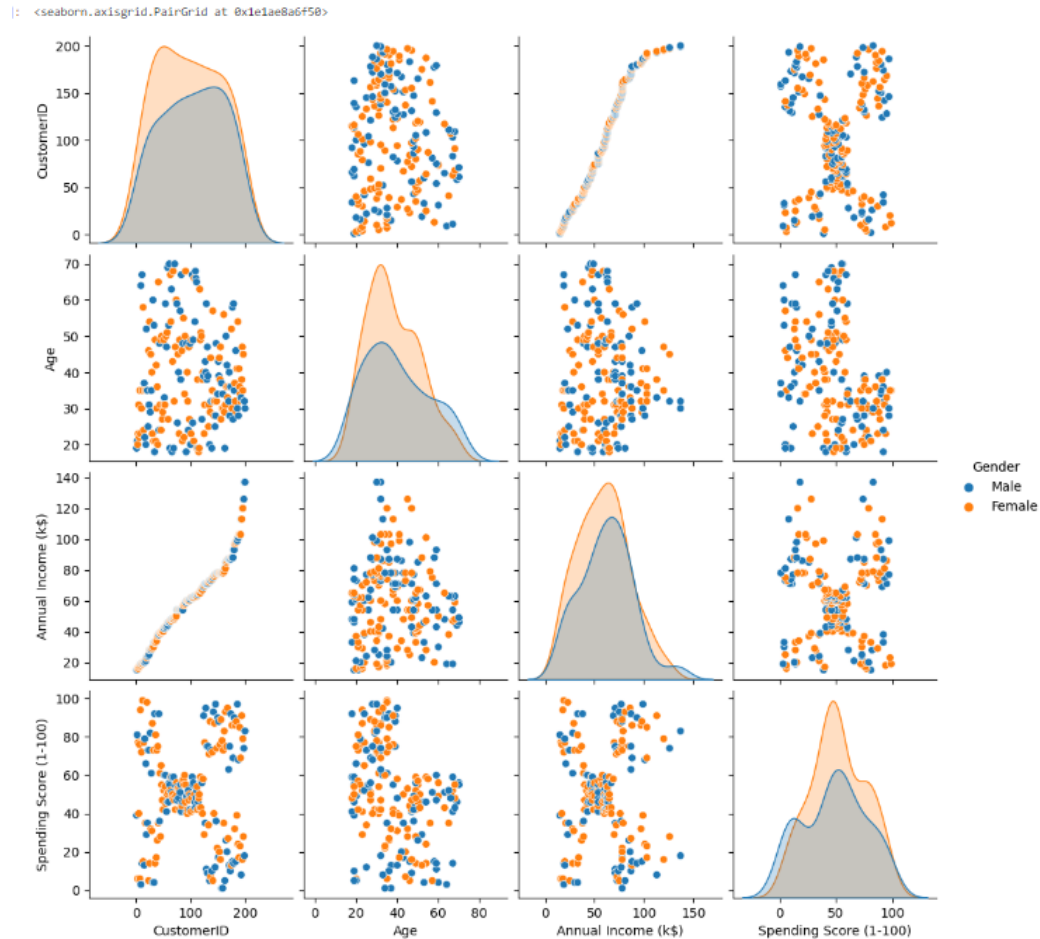 ]: <seaborn.axisgrid.PairGrid at 0x1e1ae8a6f50>
200
150
100
50
0
CustomerID
70
60
50
40
30
20
Age
Gender
Male
Female
140
120
100
80
60
40
20
Annual Income (k$)
100
80
60
40
20
0
Spending Score (1-100)
0 100 200
0 20 40 60 80
0 50 100 150
0 50 100
CustomerID
Age
Annual Income (k$)
Spending Score (1-100)